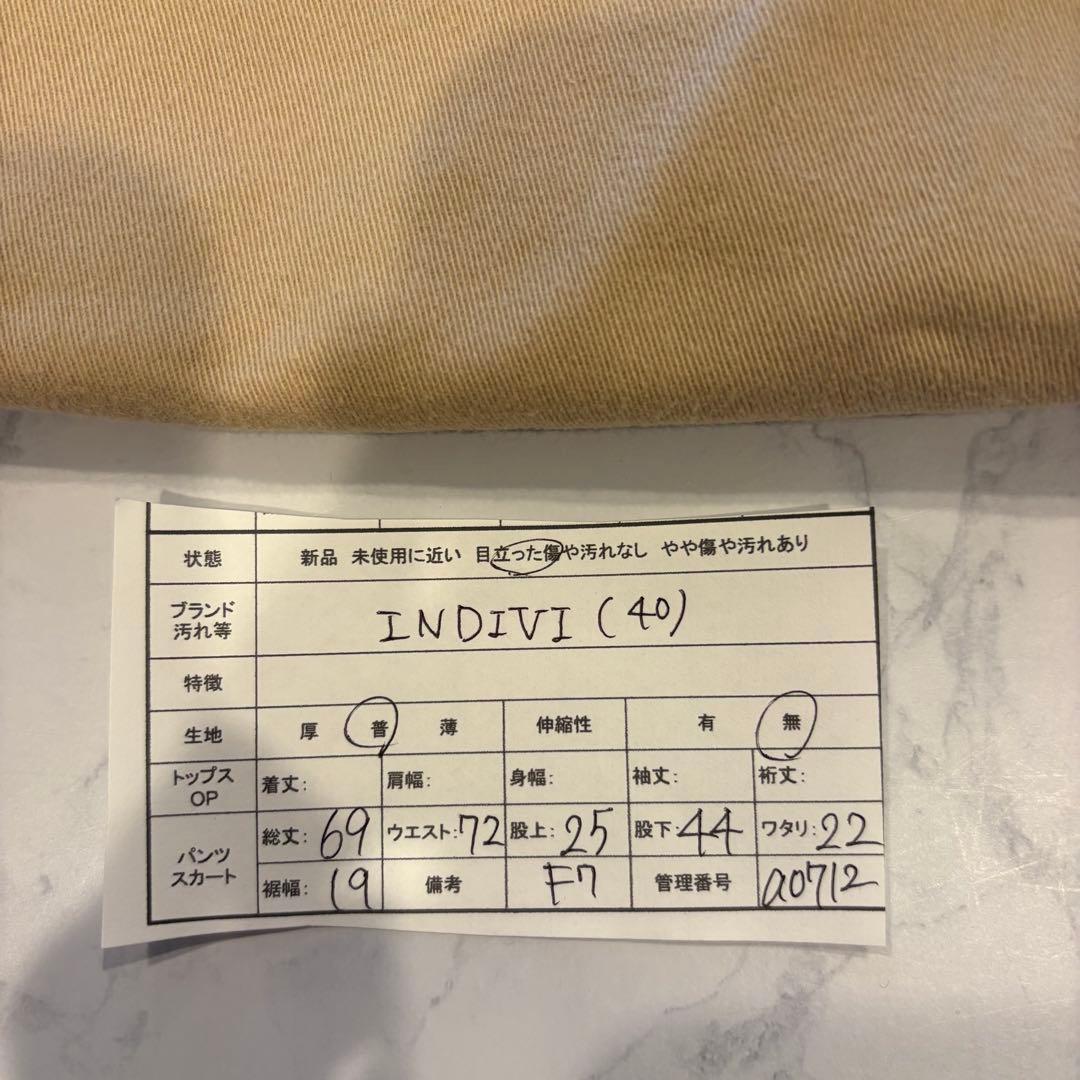 状態 新品 未使用に近い 目立った傷や汚れなし やや傷や汚れあり
ブランド
汚れ等
INDIVI (40)
特徴
生地 厚 普 薄 伸縮性 有 無
トップス
OP
着丈: 肩幅: 身幅: 袖丈: 裄丈:
パンツ
スカート
総丈: 69 ウエスト: 72 股上: 25 股下: 44 ワタリ: 22
裾幅: 19 備考 F7 管理番号 a0712